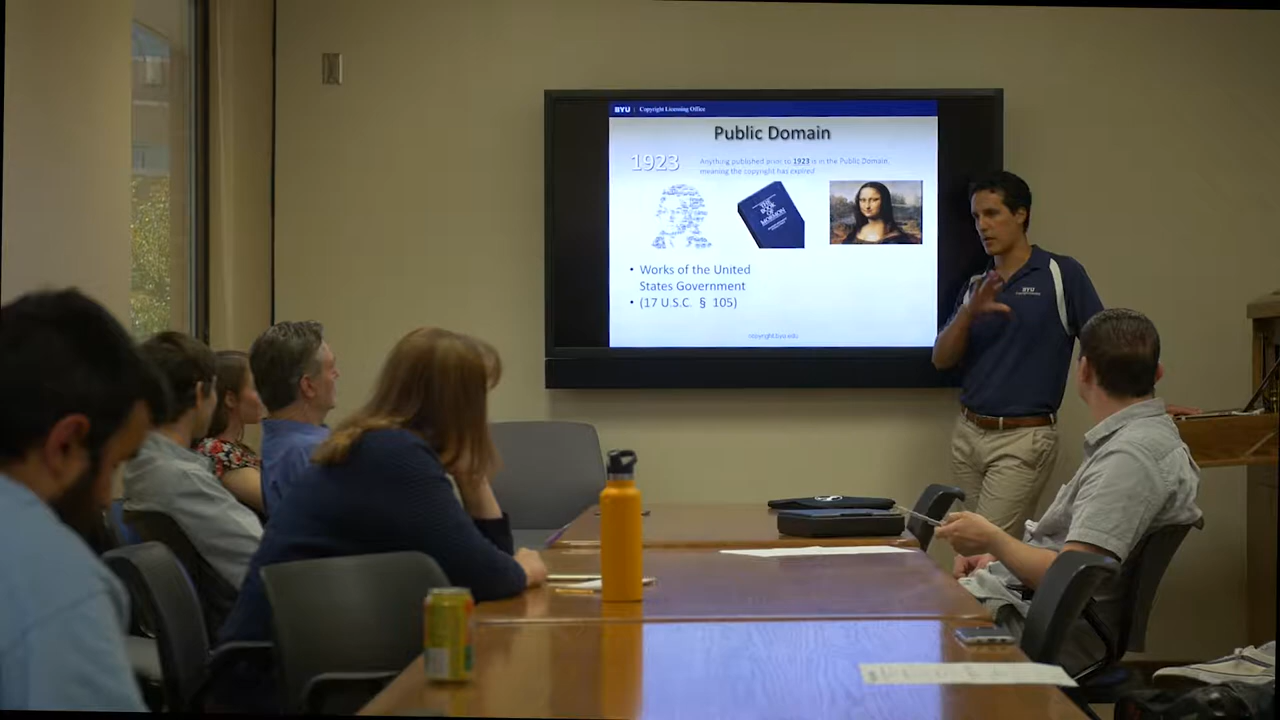 BYU | Copyright Licensing Office
Public Domain
1923
Anything published prior to 1923 is in the Public Domain,
meaning the copyright has expired
THE
BOOK
OF
MORMON
• Works of the United
States Government
• (17 U.S.C. § 105)
copyright.byu.edu
BYU